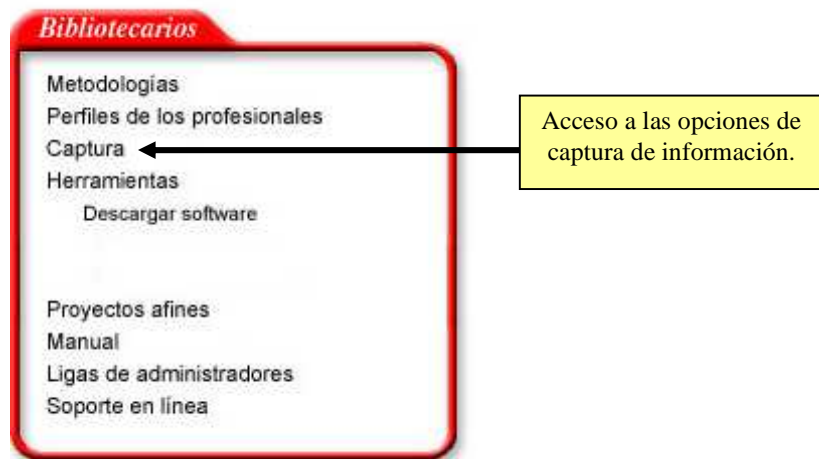 Bibliotecarios
Metodologías
Perfiles de los profesionales
Captura
Herramientas
Descargar software
Proyectos afines
Manual
Ligas de administradores
Soporte en línea
Acceso a las opciones de
captura de información.